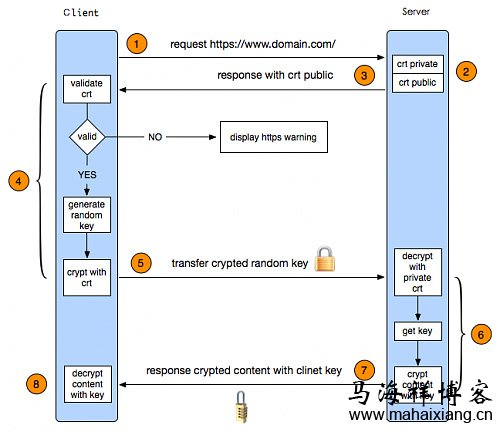 Client
Server
1
request https://www.domain.com/
crt private
2
response with crt public
3
crt public
validate
crt
4
valid
NO
display https warning
YES
generate
random
key
crypt with
crt
5
transfer crypted random key
decrypt
with
private
crt
6
get key
8
decrypt
content
with key
response crypted content with clinet key
7
crypt
content
with key
马海祥博客
www.mahaixiang.cn